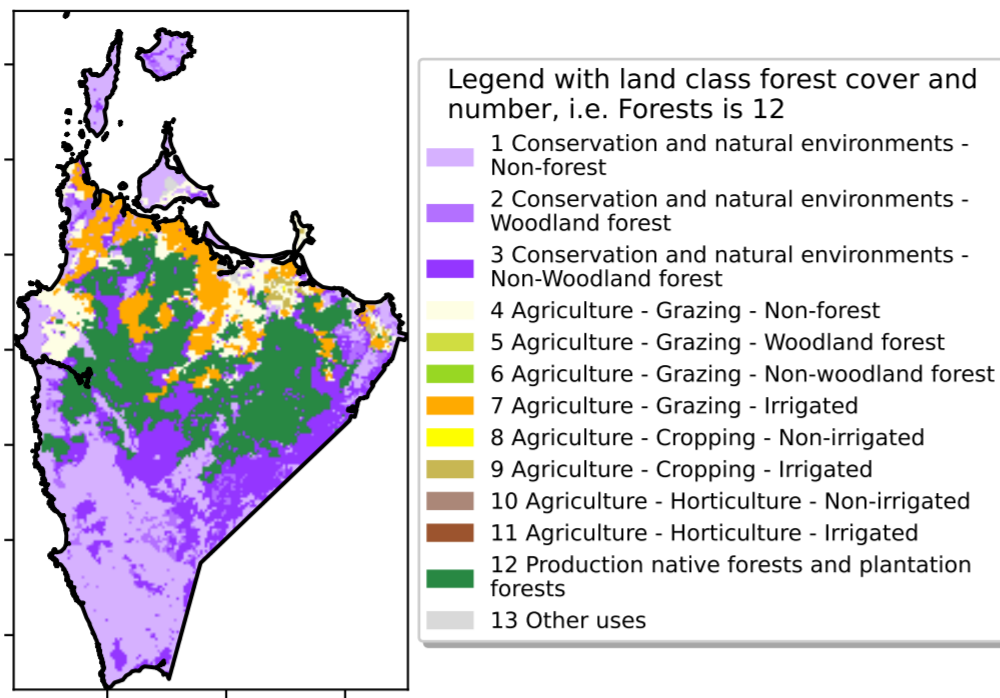 Legend with land class forest cover and
number, i.e. Forests is 12
1 Conservation and natural environments -
Non-forest
2 Conservation and natural environments -
Woodland forest
3 Conservation and natural environments -
Non-Woodland forest
4 Agriculture - Grazing - Non-forest
5 Agriculture - Grazing - Woodland forest
6 Agriculture - Grazing - Non-woodland forest
7 Agriculture - Grazing - Irrigated
8 Agriculture - Cropping - Non-irrigated
9 Agriculture - Cropping - Irrigated
10 Agriculture - Horticulture - Non-irrigated
11 Agriculture - Horticulture - Irrigated
12 Production native forests and plantation
forests
13 Other uses